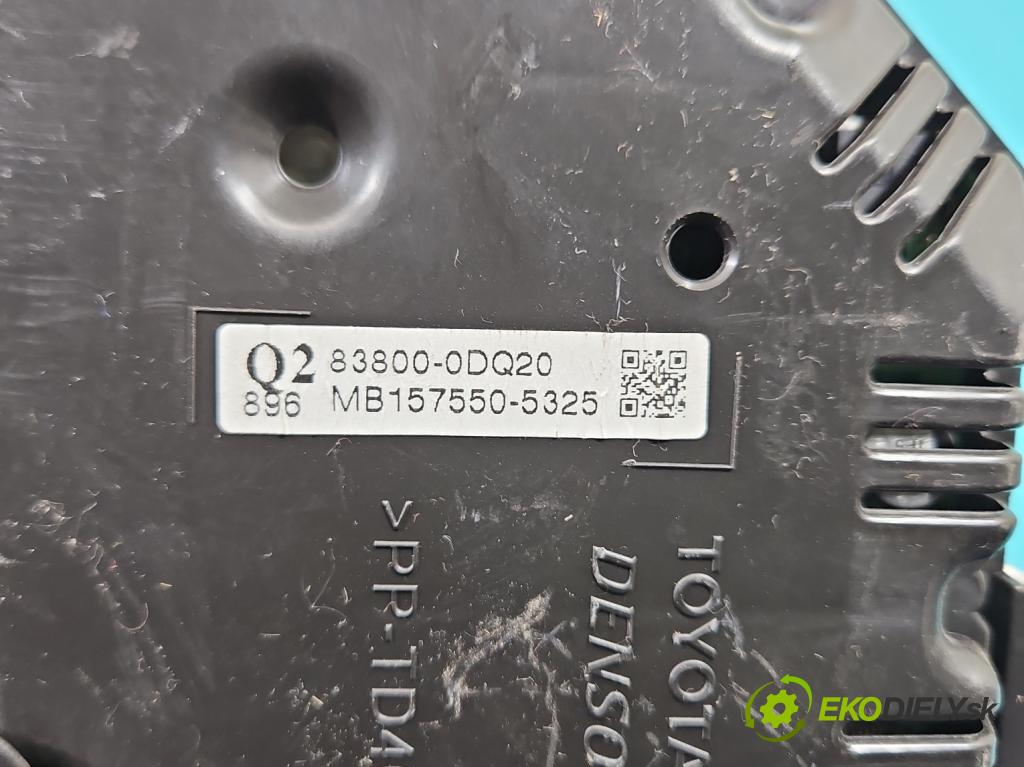 Q2 83800-0DQ20
896 MB157550-5325
>PP-TD4
DENSO
TOYOTA
EKODIELY.sk